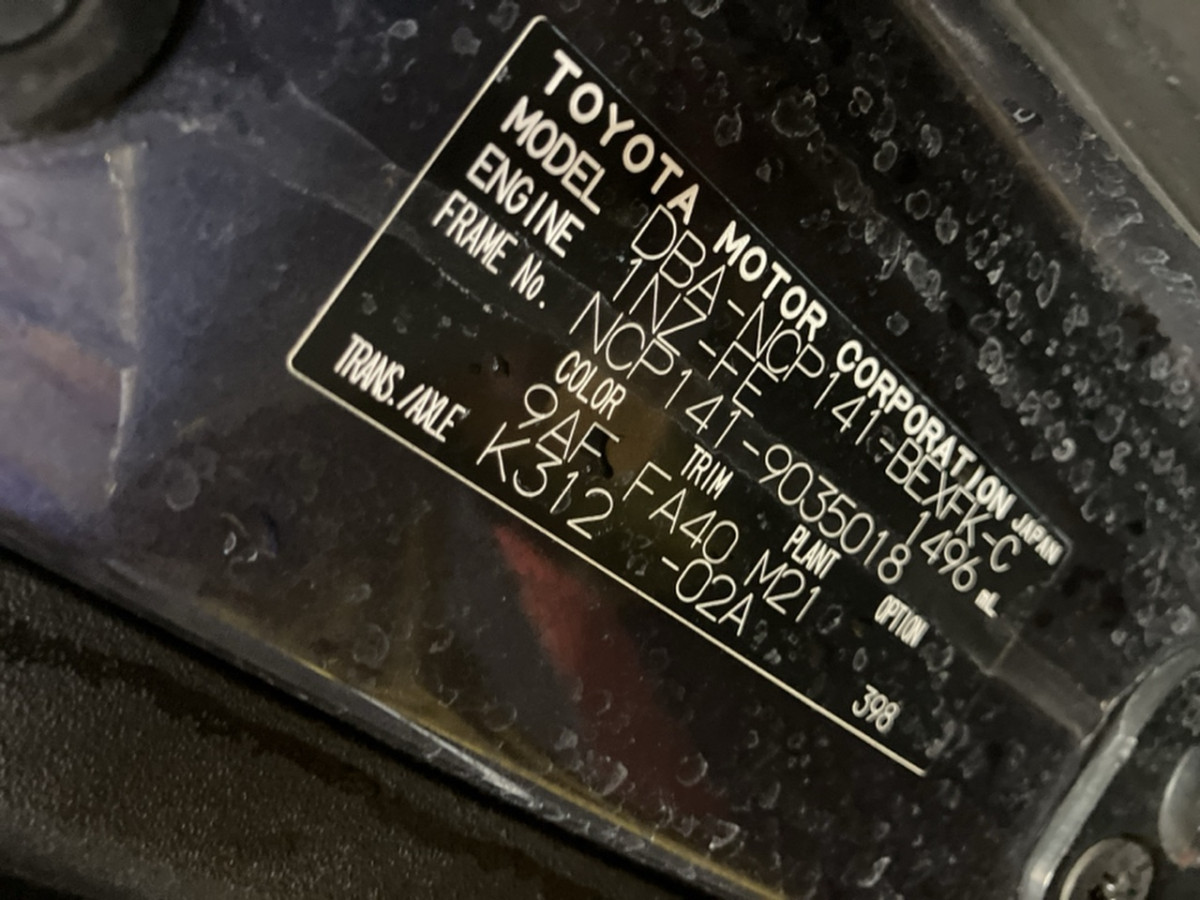 TOYOTA MOTOR CORPORATION JAPAN
MODEL DBA-NCP141-BEXFK-C
ENGINE 1NZ-FE 1496 mL
FRAME No. NCP141-9035018
COLOR TRIM PLANT OPTION
9AF FA40 M21
TRANS./AXLE K312 -02A
398